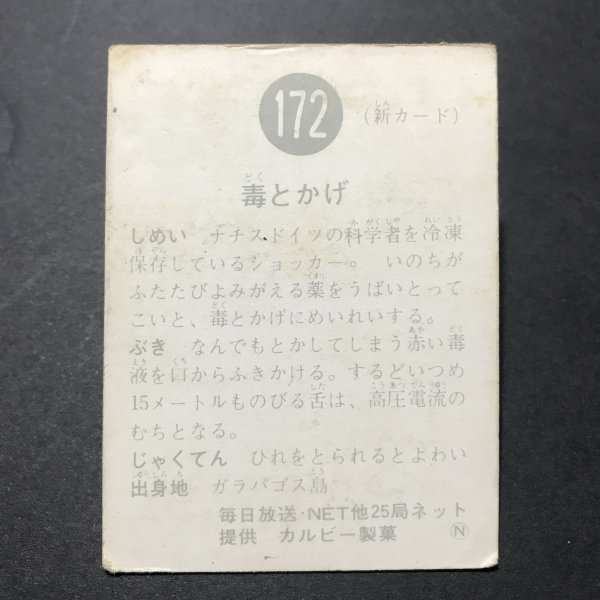 172
(新カード)
毒とかげ
しめい ナチスドイツの科学者を冷凍
保存しているショッカー。 いのちが
ふたたびよみがえる薬をうばいとって
こいと、毒とかげにめいれいする。
ぶき なんでもとかしてしまう赤い毒
液を口からふきかける。するどいつめ
15メートルものびる舌は、高圧電流の
むちとなる。
じゃくてん ひれをとられるとよわい
出身地 ガラパゴス島
毎日放送・NET他25局ネット
提供 カルビー製菓 N